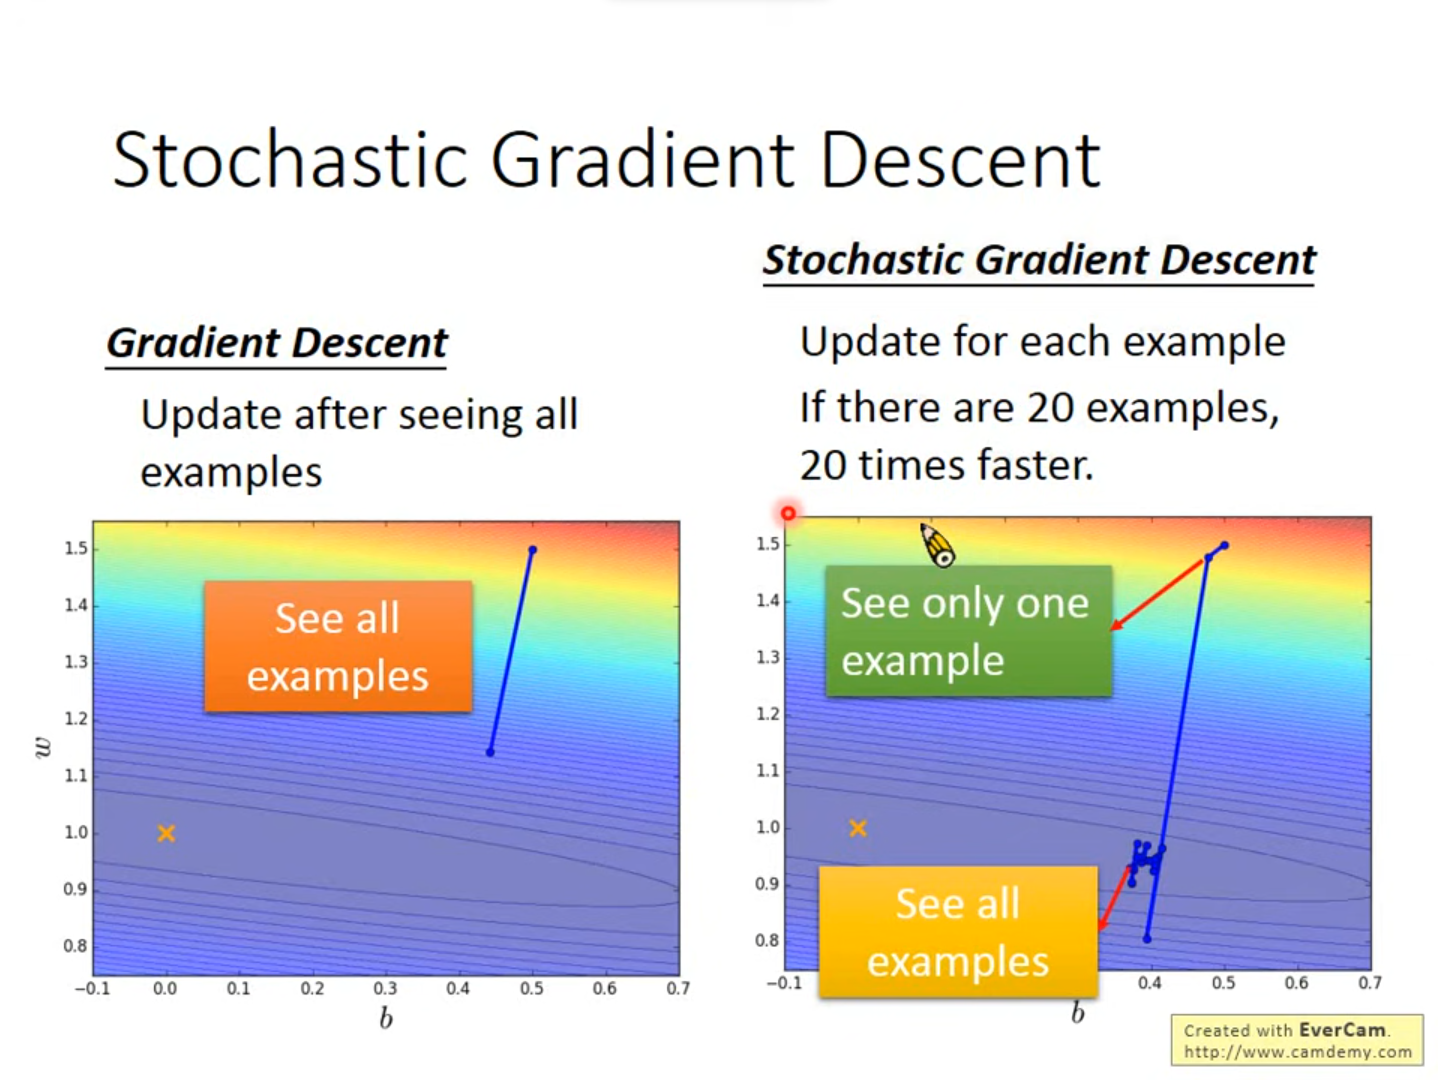 Stochastic Gradient Descent
Gradient Descent
Update after seeing all
examples
Stochastic Gradient Descent
Update for each example
If there are 20 examples,
20 times faster.
See all
examples
1.5
1.4
1.3
1.2
1.1
1.0
0.9
0.8
w
−0.1 0.0 0.1 0.2 0.3 0.4 0.5 0.6 0.7
b
See only one
example
See all
examples
1.5
1.4
1.3
1.2
1.1
1.0
0.9
0.8
−0.1 0.4 0.5 0.6 0.7
b
Created with EverCam.
http://www.camdemy.com